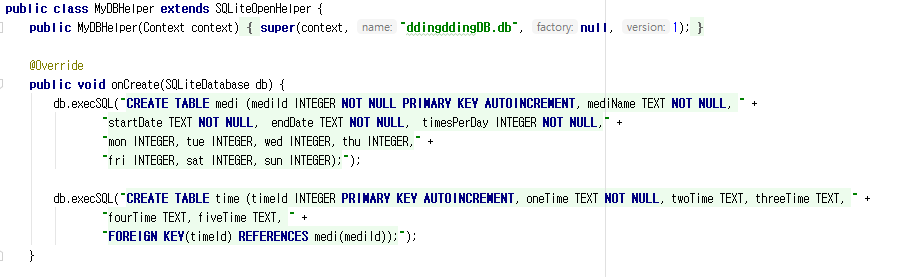 public class MyDBHelper extends SQLiteOpenHelper {
public MyDBHelper(Context context) { super(context, name: "ddingddingDB.db", factory: null, version: 1); }
@Override
public void onCreate(SQLiteDatabase db) {
db.execSQL("CREATE TABLE medi (mediId INTEGER NOT NULL PRIMARY KEY AUTOINCREMENT, mediName TEXT NOT NULL, " +
"startDate TEXT NOT NULL,  endDate TEXT NOT NULL,  timesPerDay INTEGER NOT NULL," +
"mon INTEGER, tue INTEGER, wed INTEGER, thu INTEGER," +
"fri INTEGER, sat INTEGER, sun INTEGER);");
db.execSQL("CREATE TABLE time (timeId INTEGER PRIMARY KEY AUTOINCREMENT, oneTime TEXT NOT NULL, twoTime TEXT, threeTime TEXT, " +
"fourTime TEXT, fiveTime TEXT, " +
"FOREIGN KEY(timeId) REFERENCES medi(mediId));");
}